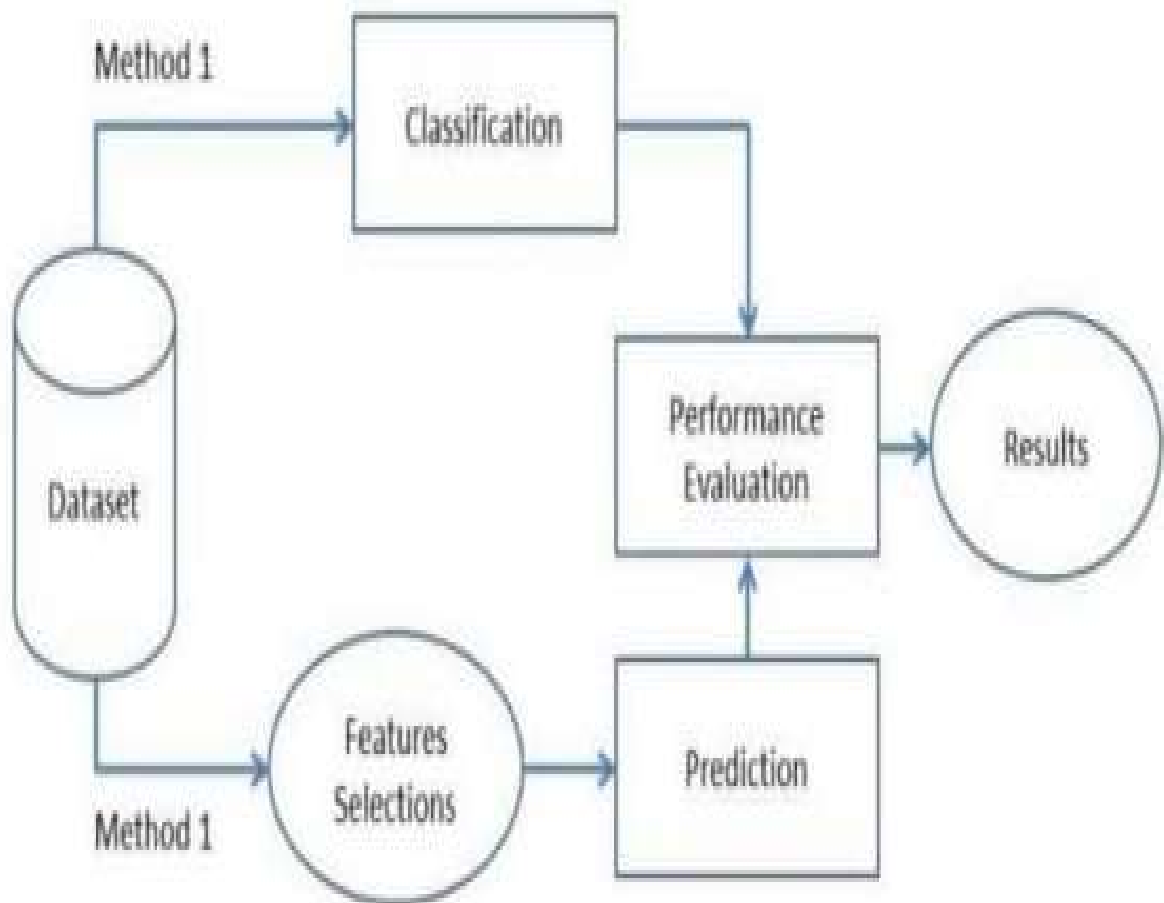 Method 1
Classification
Performance
Evaluation
Results
Dataset
Features
Selections
Prediction
Method 1